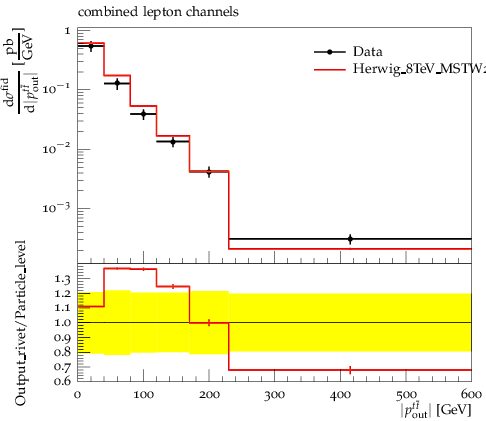 combined lepton channels
dσ^fid / d|p_out^tt̄| [pb / GeV]
1
10⁻¹
10⁻²
10⁻³
Data
Herwig_8TeV_MSTW2
Output_rivet/Particle_level
1.3
1.2
1.1
1.0
0.9
0.8
0.7
0.6
0 100 200 300 400 500 600
|p_out^tt̄| [GeV]